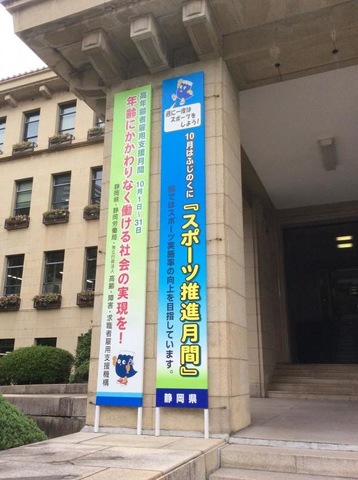 週に一度は
スポーツを
しよう！
10月はふじのくに
『スポーツ推進月間』
県ではスポーツ実施率の向上を目指しています。
静岡県
高年齢者雇用支援月間 10月1日~31日
年齢にかかわりなく働ける社会の実現を！
静岡県・静岡労働局・
高齢・障害・求職者雇用支援機構